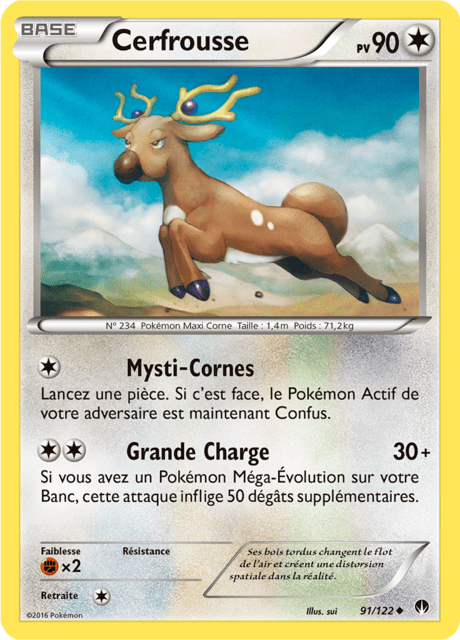 BASE
Cerfrousse
PV 90
N° 234 Pokémon Maxi Corne Taille : 1,4m Poids : 71,2kg
Mysti-Cornes
Lancez une pièce. Si c'est face, le Pokémon Actif de
votre adversaire est maintenant Confus.
Grande Charge 30+
Si vous avez un Pokémon Méga-Évolution sur votre
Banc, cette attaque inflige 50 dégâts supplémentaires.
Faiblesse Résistance
×2
Ses bois tordus changent le flot
de l'air et créent une distorsion
spatiale dans la réalité.
Retraite
©2016 Pokémon
Illus. sui 91/122